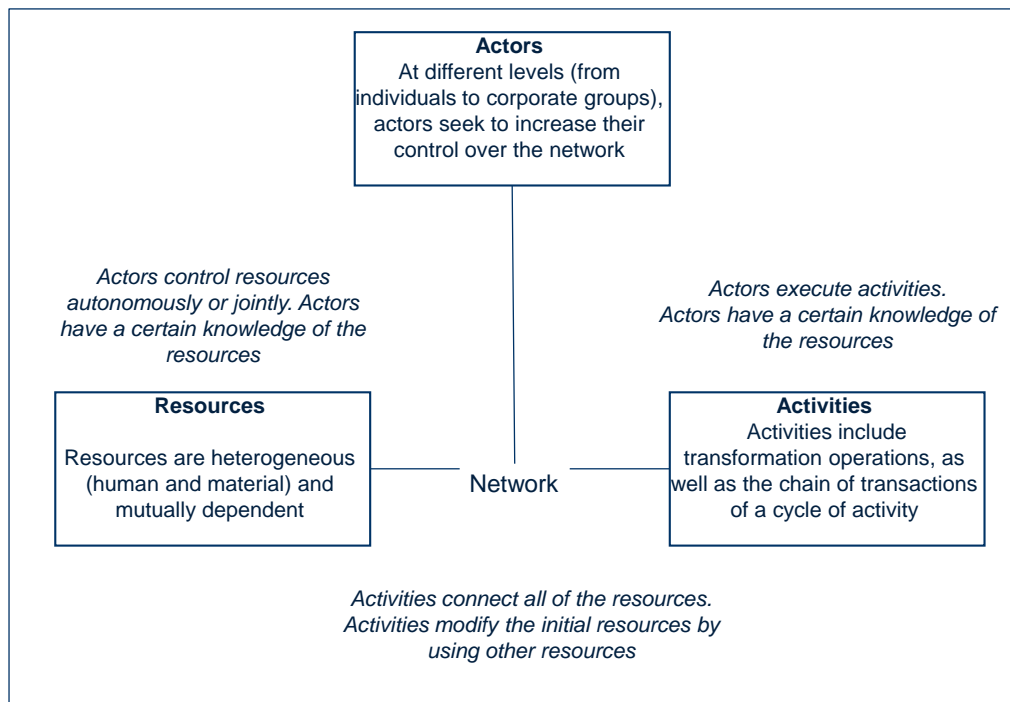 Actors
At different levels (from
individuals to corporate groups),
actors seek to increase their
control over the network
Actors control resources
autonomously or jointly. Actors
have a certain knowledge of the
resources
Actors execute activities.
Actors have a certain knowledge of
the resources
Resources
Resources are heterogeneous
(human and material) and
mutually dependent
Network
Activities
Activities include
transformation operations, as
well as the chain of transactions
of a cycle of activity
Activities connect all of the resources.
Activities modify the initial resources by
using other resources